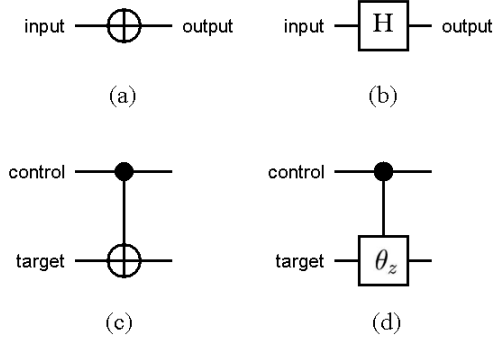 input output input H output
(a) (b)
control control
target target θz
(c) (d)